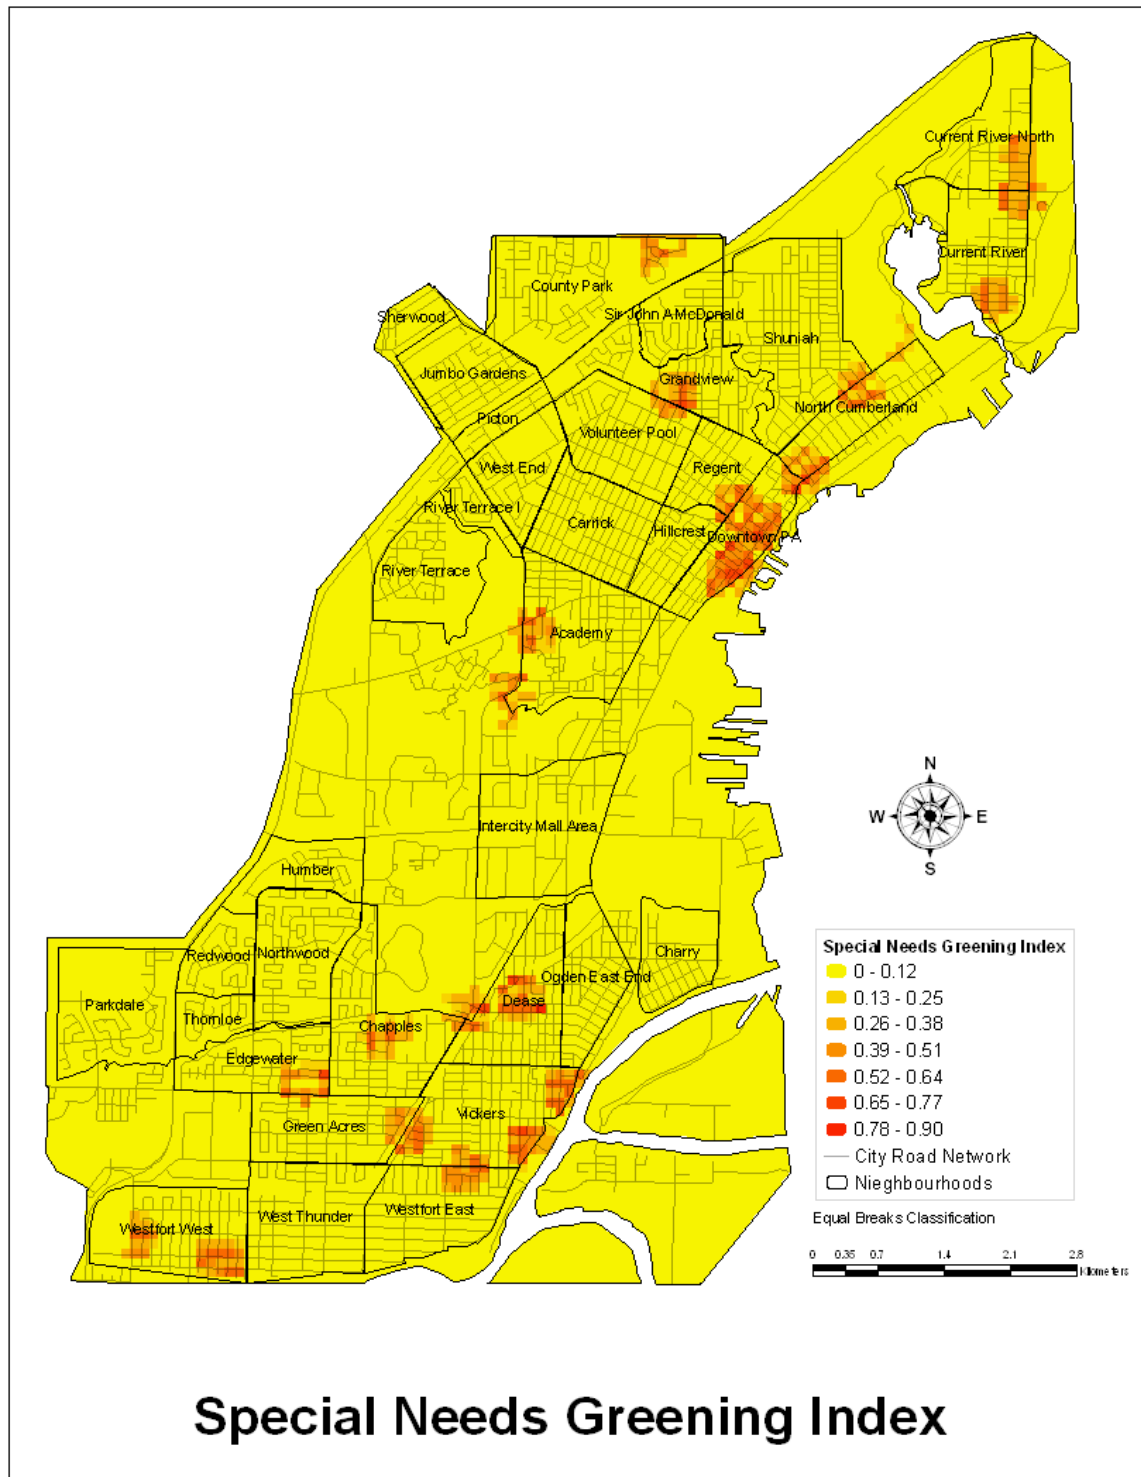 Current River North
Current River
County Park
Sherwood
Sir John A McDonald
Shuniah
Jumbo Gardens
Grandview
North Cumberland
Picton
Volunteer Pool
West End
Regent
River Terrace I
Carrick
Hillcrest
Downtown PA
River Terrace
Academy
N
W
E
S
Intercity Mall Area
Humber
Redwood
Northwood
Charry
Ogden East End
Parkdale
Dease
Thornloe
Chapples
Edgewater
Vickers
Green Acres
Westfort East
West Thunder
Westfort West
Special Needs Greening Index
0 - 0.12
0.13 - 0.25
0.26 - 0.38
0.39 - 0.51
0.52 - 0.64
0.65 - 0.77
0.78 - 0.90
City Road Network
Nieghbourhoods
Equal Breaks Classification
0 0.35 0.7 1.4 2.1 2.8
Kilometers
Special Needs Greening Index